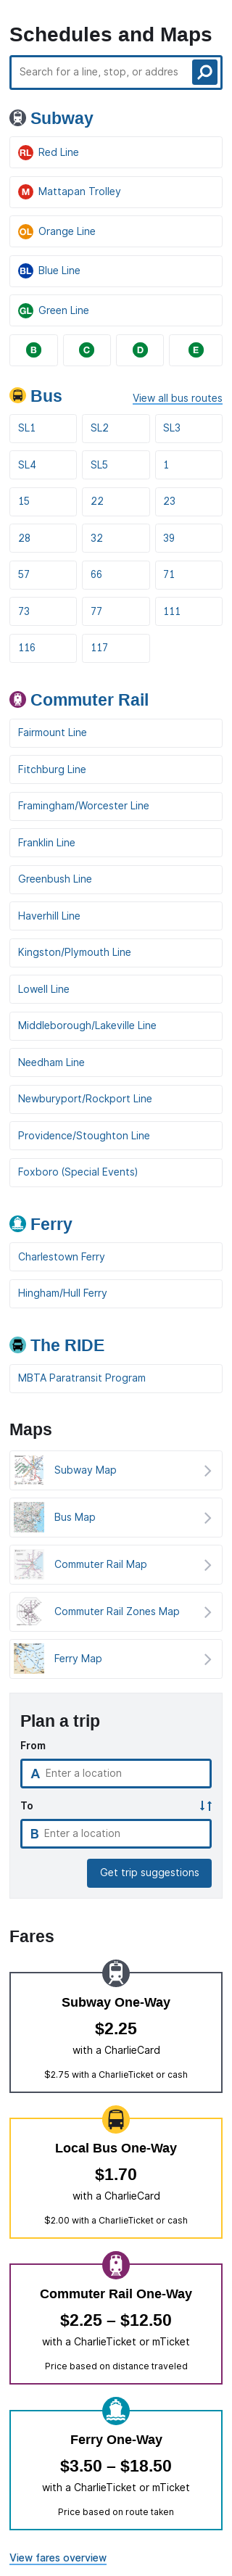 Schedules and Maps
Search for a line, stop, or addres
Subway
RL Red Line
M Mattapan Trolley
OL Orange Line
BL Blue Line
GL Green Line
B C D E
Bus View all bus routes
SL1 SL2 SL3
SL4 SL5 1
15 22 23
28 32 39
57 66 71
73 77 111
116 117
Commuter Rail
Fairmount Line
Fitchburg Line
Framingham/Worcester Line
Franklin Line
Greenbush Line
Haverhill Line
Kingston/Plymouth Line
Lowell Line
Middleborough/Lakeville Line
Needham Line
Newburyport/Rockport Line
Providence/Stoughton Line
Foxboro (Special Events)
Ferry
Charlestown Ferry
Hingham/Hull Ferry
The RIDE
MBTA Paratransit Program
Maps
Subway Map
Bus Map
Commuter Rail Map
Commuter Rail Zones Map
Ferry Map
Plan a trip
From
A Enter a location
To
B Enter a location
Get trip suggestions
Fares
Subway One-Way
$2.25
with a CharlieCard
$2.75 with a CharlieTicket or cash
Local Bus One-Way
$1.70
with a CharlieCard
$2.00 with a CharlieTicket or cash
Commuter Rail One-Way
$2.25 – $12.50
with a CharlieTicket or mTicket
Price based on distance traveled
Ferry One-Way
$3.50 – $18.50
with a CharlieTicket or mTicket
Price based on route taken
View fares overview